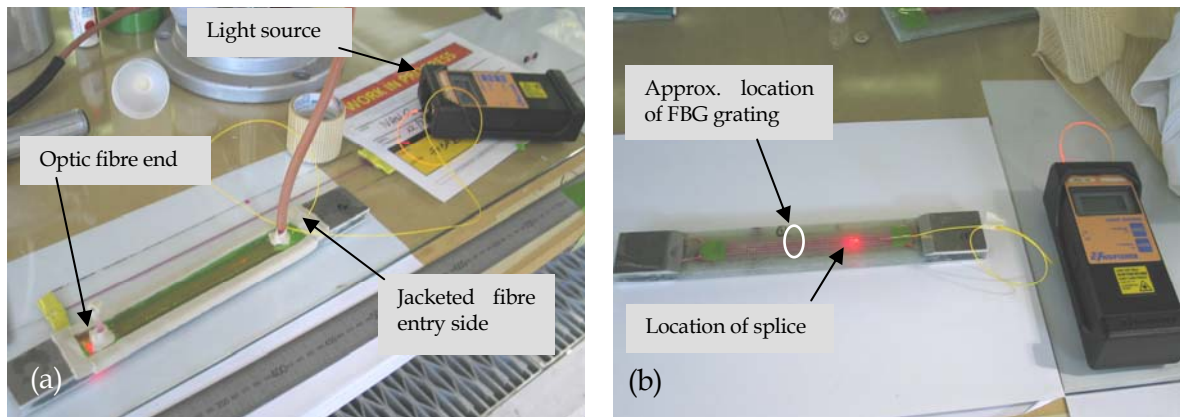 Light source
WORK IN PROGRESS
Optic fibre end
Jacketed fibre
entry side
(a)
Approx. location
of FBG grating
Location of splice
(b)